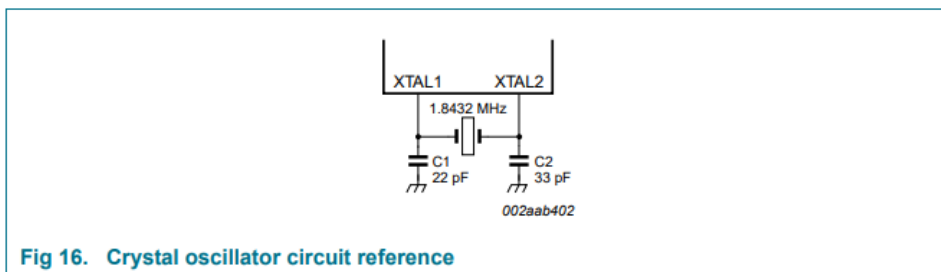 XTAL1 XTAL2
1.8432 MHz
C1 C2
22 pF 33 pF
002aab402
Fig 16. Crystal oscillator circuit reference